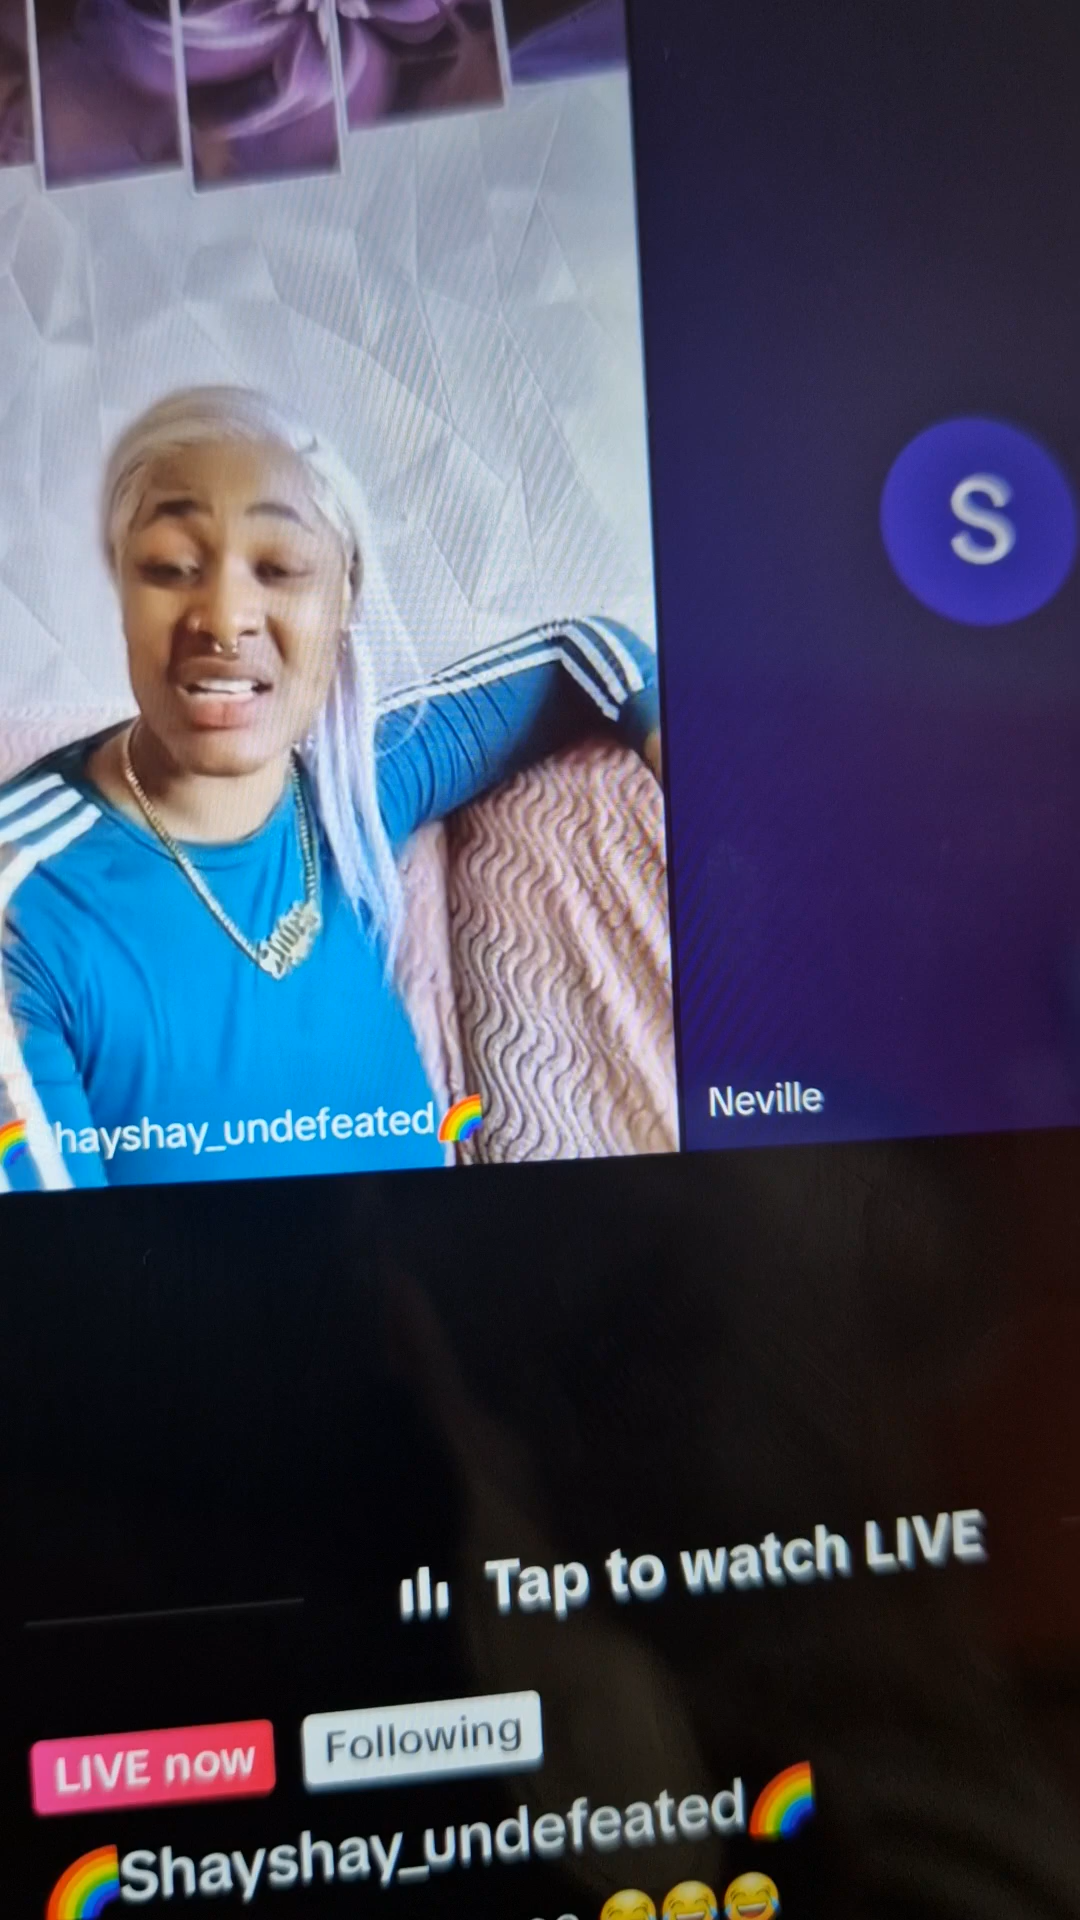 S
Neville
hayshay_undefeated🌈
Tap to watch LIVE
LIVE now
Following
🌈Shayshay_undefeated🌈
😂😂😂